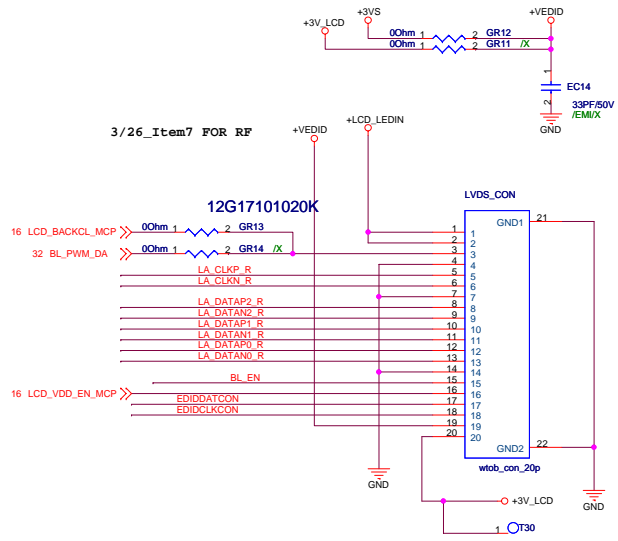 +3VS +VEDID
+3V_LCD
0Ohm 1 2 GR12
0Ohm 1 2 GR11 /X
1
EC14
2
33PF/50V
/EMI/X
GND
3/26_Item7 FOR RF
+VEDID +LCD_LEDIN
12G17101020K
LVDS_CON
16 LCD_BACKCL_MCP 0Ohm 1 2 GR13
32 BL_PWM_DA 0Ohm 1 2 GR14 /X
GND1 21
1 1
2 2
3 3
4 4
LA_CLKP_R 5 5
LA_CLKN_R 6 6
7 7
LA_DATAP2_R 8 8
LA_DATAN2_R 9 9
LA_DATAP1_R 10 10
LA_DATAN1_R 11 11
LA_DATAP0_R 12 12
LA_DATAN0_R 13 13
14 14
BL_EN 15 15
16 LCD_VDD_EN_MCP 16 16
EDIDDATCON 17 17
EDIDCLKCON 18 18
19 19
20 20
GND2 22
wtob_con_20p
GND
+3V_LCD
GND
1 T30